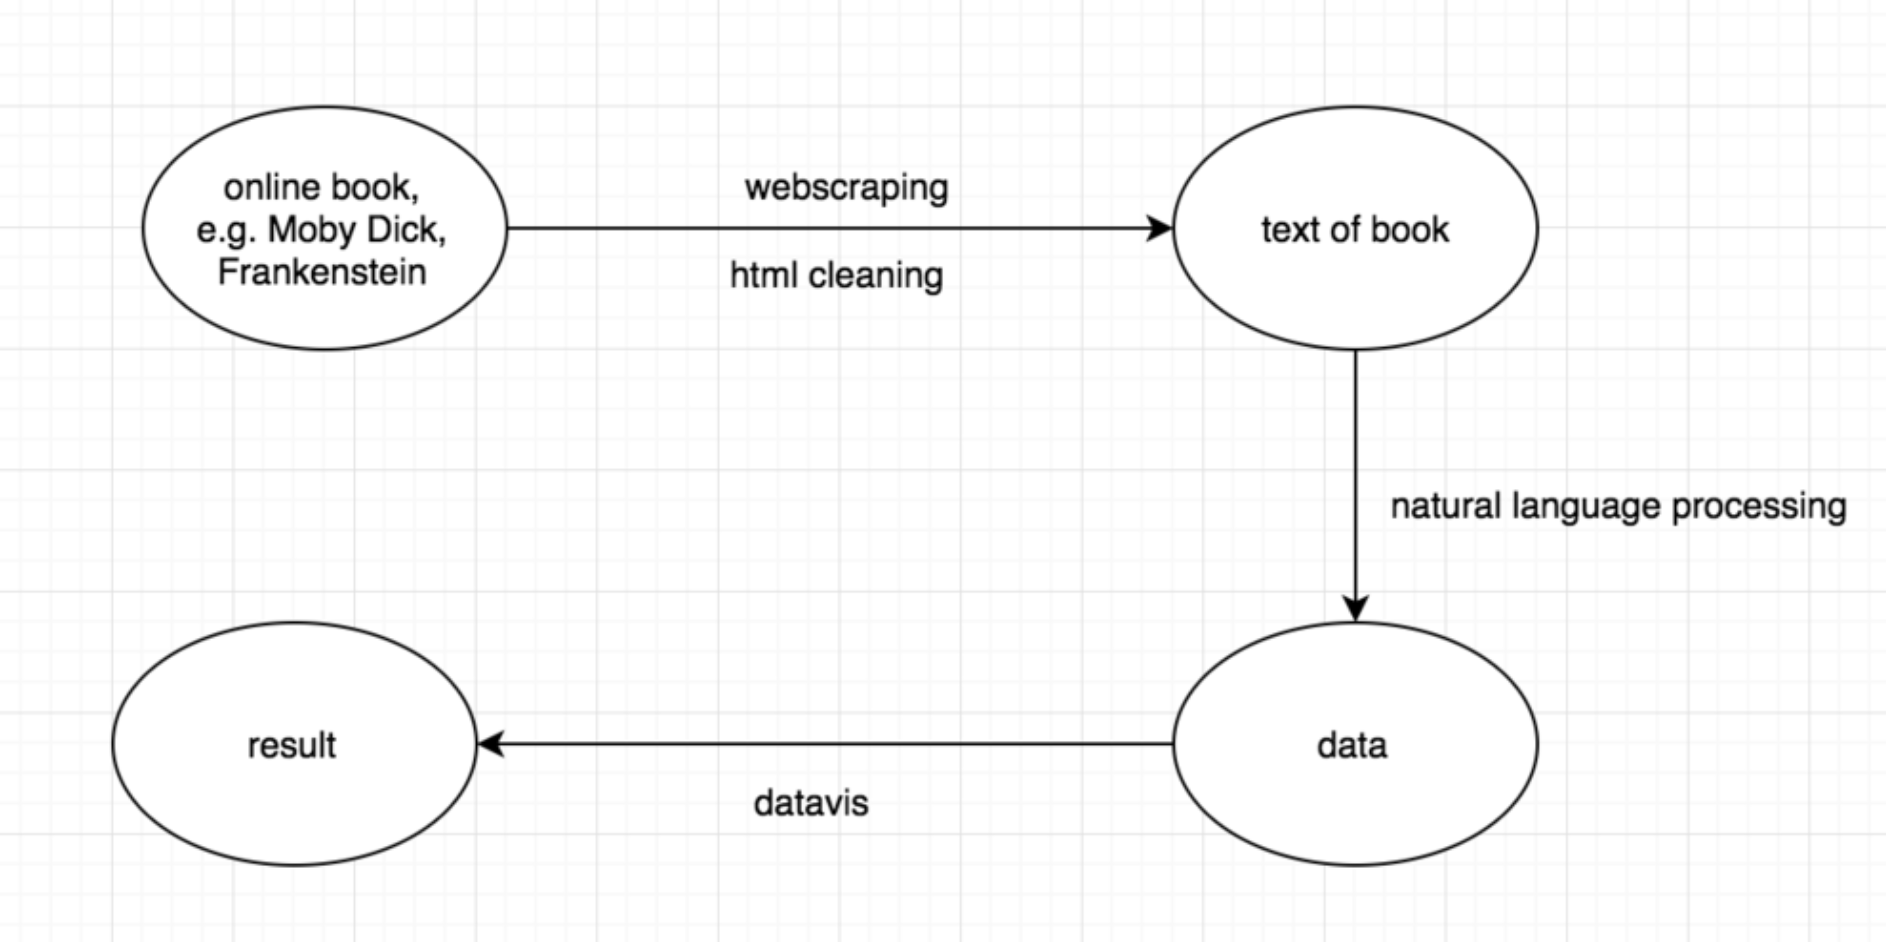 online book,
e.g. Moby Dick,
Frankenstein
webscraping
html cleaning
text of book
natural language processing
data
datavis
result